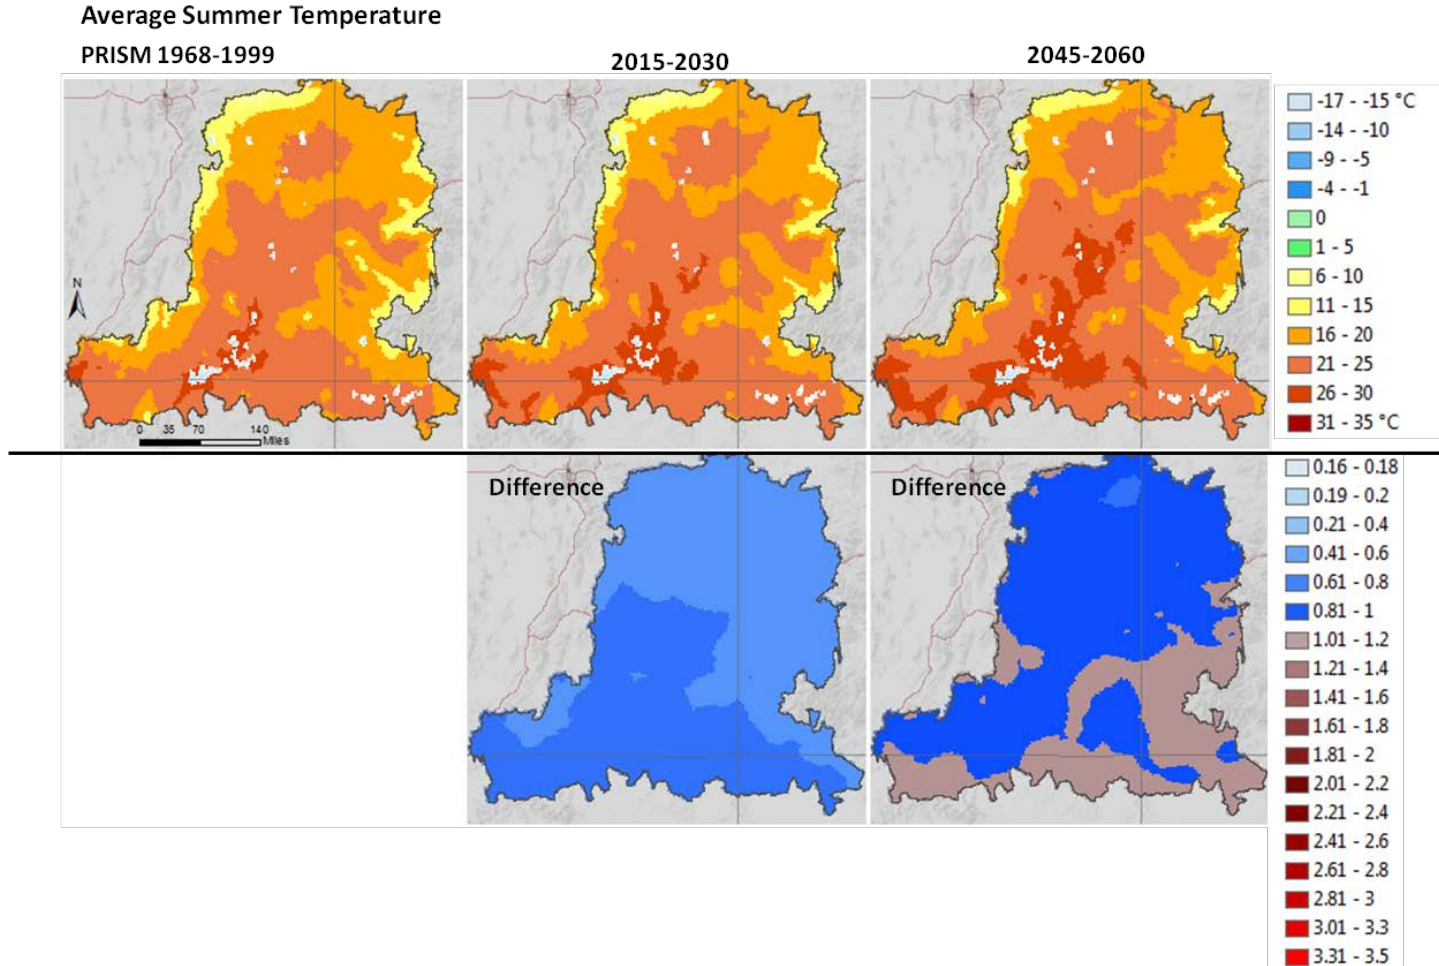 Average Summer Temperature
PRISM 1968-1999
2015-2030
2045-2060
N
0 35 70 140
Miles
-17 - -15 °C
-14 - -10
-9 - -5
-4 - -1
0
1 - 5
6 - 10
11 - 15
16 - 20
21 - 25
26 - 30
31 - 35 °C
Difference
Difference
0.16 - 0.18
0.19 - 0.2
0.21 - 0.4
0.41 - 0.6
0.61 - 0.8
0.81 - 1
1.01 - 1.2
1.21 - 1.4
1.41 - 1.6
1.61 - 1.8
1.81 - 2
2.01 - 2.2
2.21 - 2.4
2.41 - 2.6
2.61 - 2.8
2.81 - 3
3.01 - 3.3
3.31 - 3.5